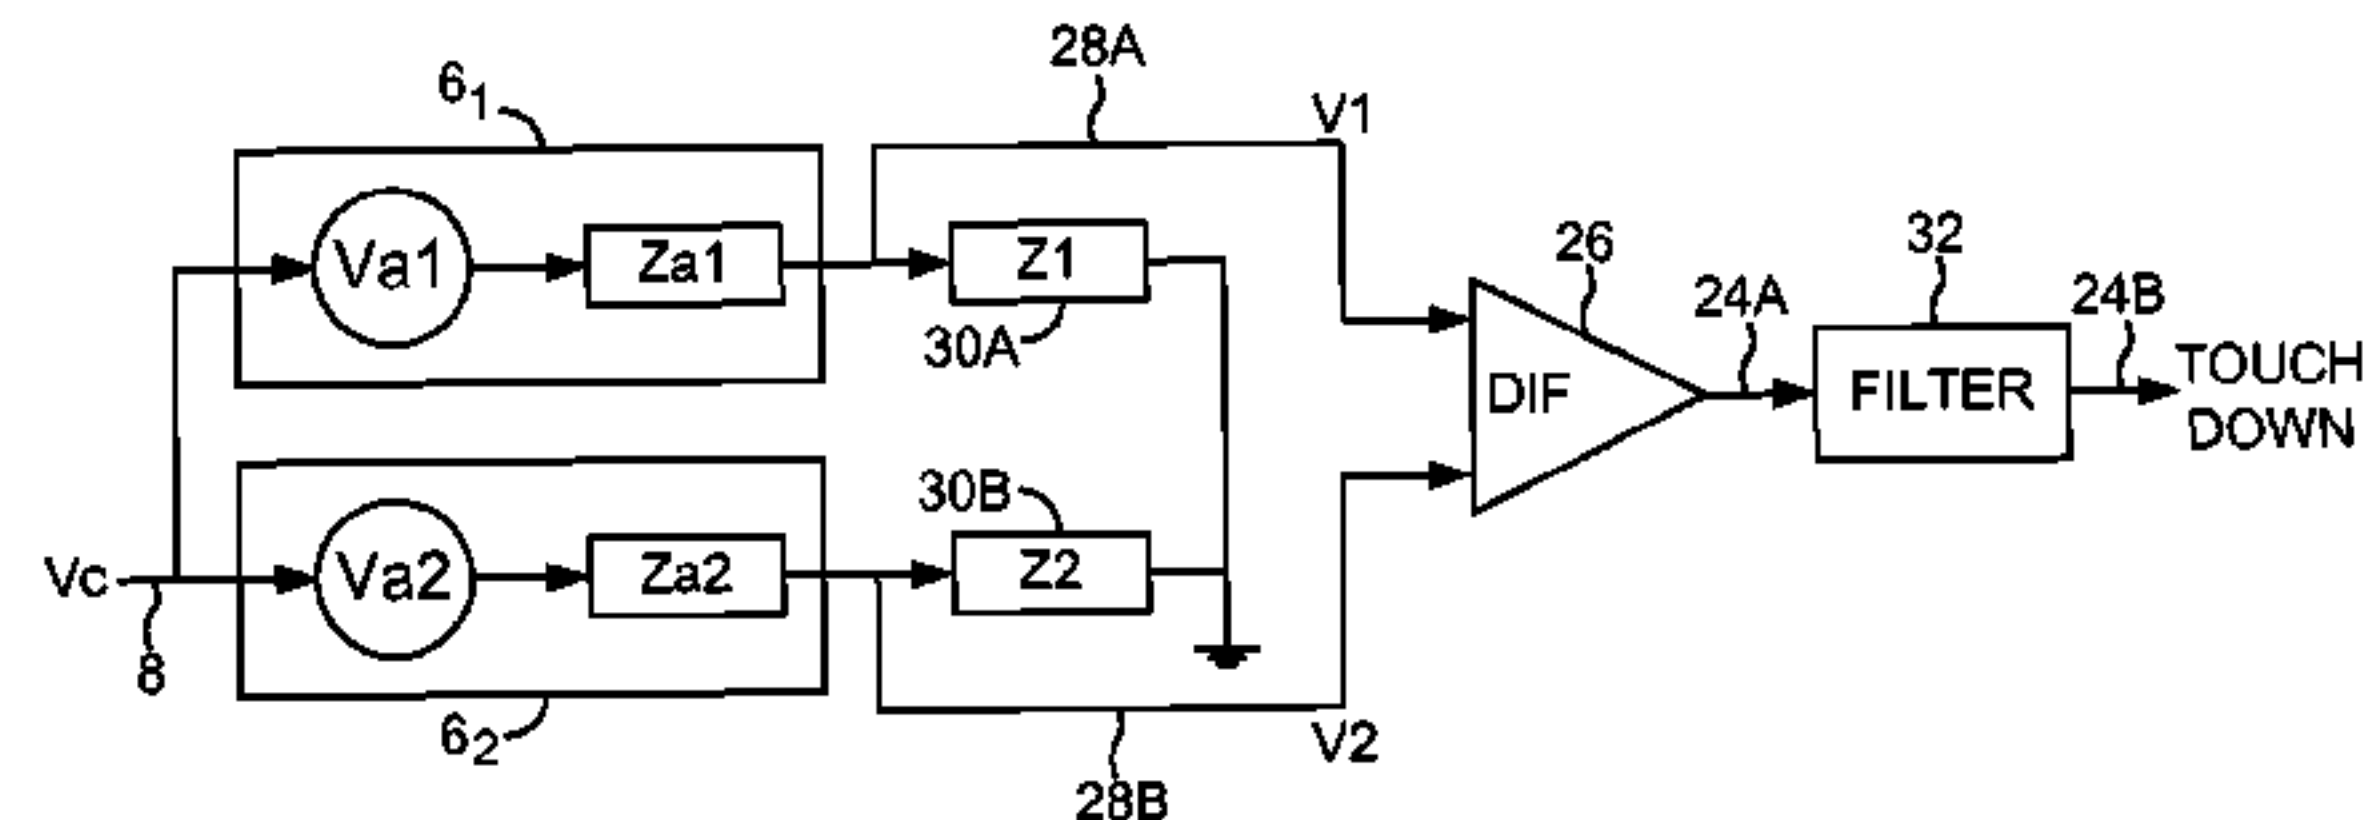 28A
6₁
V1
Va1
Za1
Z1
30A
26
32
24A
24B
DIF
FILTER
TOUCH
DOWN
30B
Vc
Va2
Za2
Z2
8
6₂
V2
28B